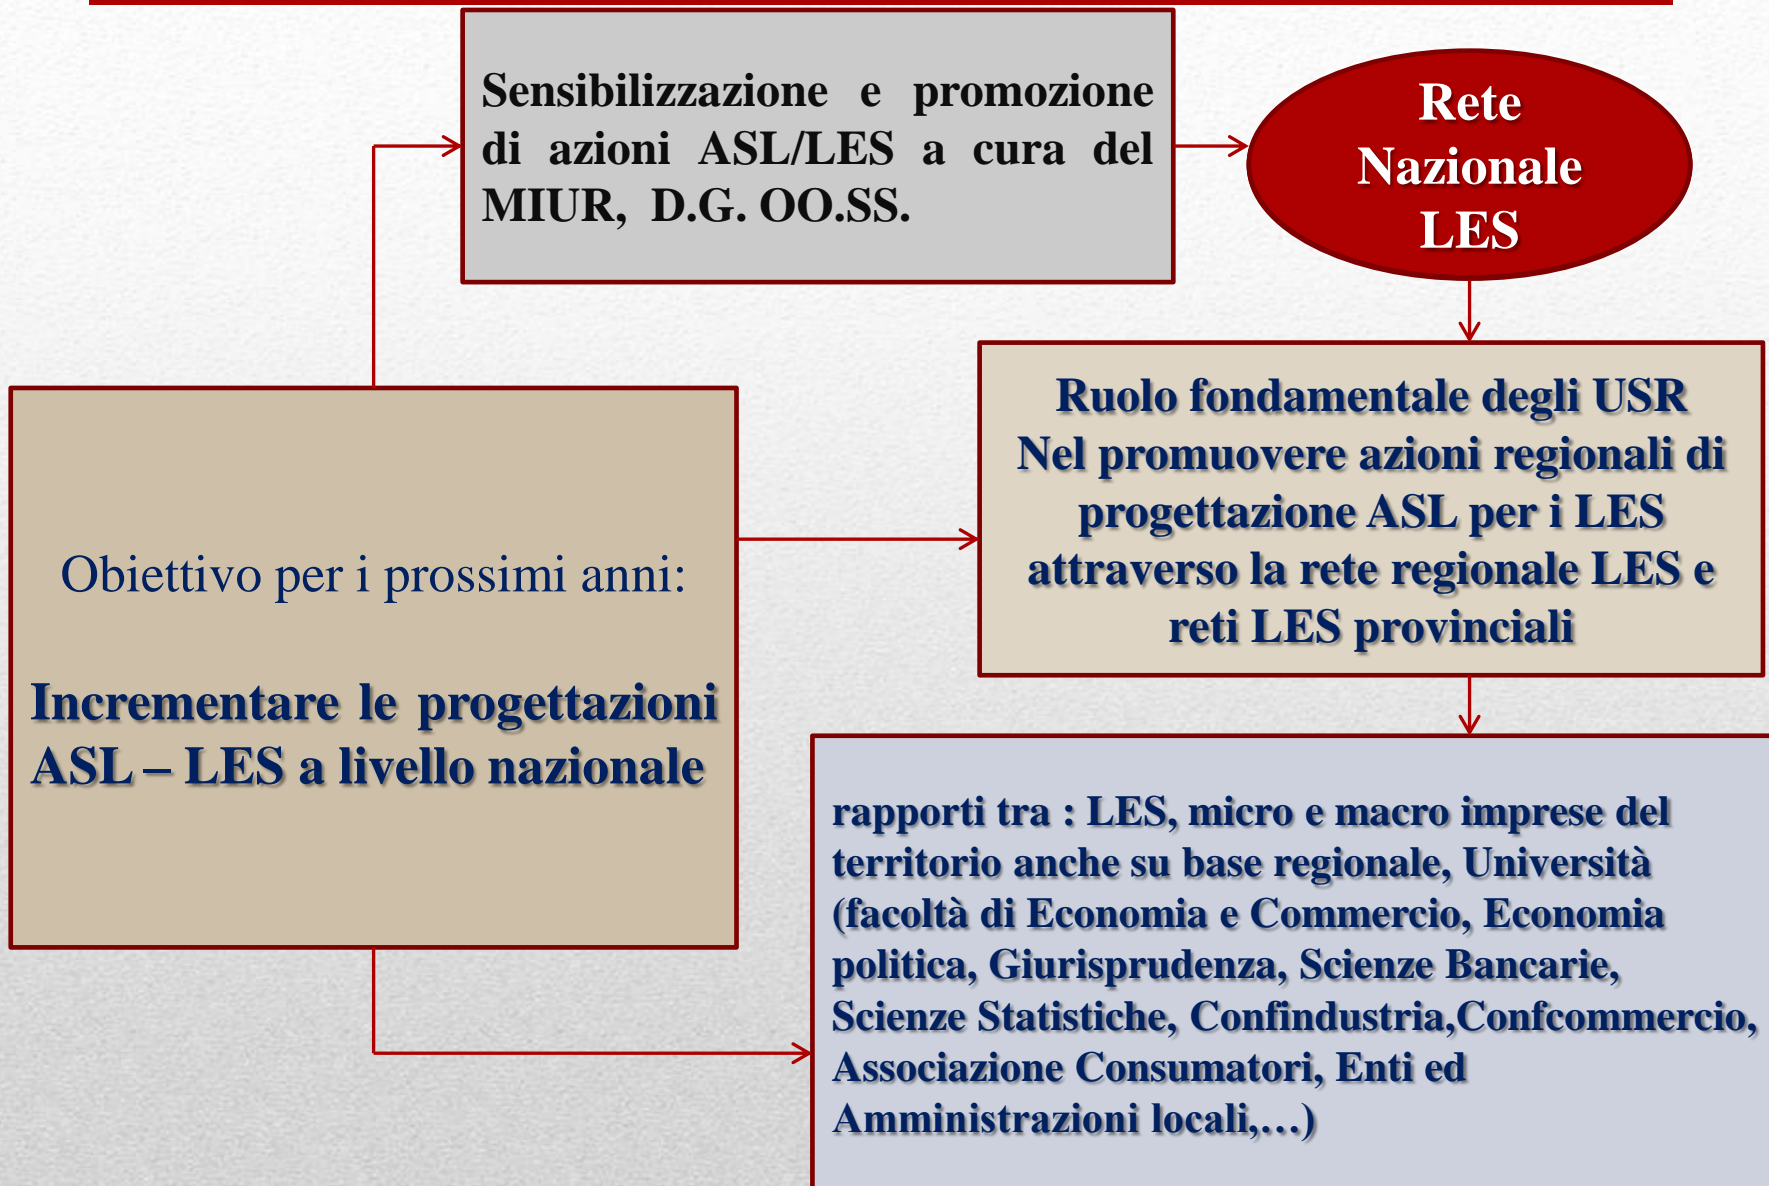 Sensibilizzazione e promozione
di azioni ASL/LES a cura del
MIUR, D.G. OO.SS.
Rete
Nazionale
LES
Obiettivo per i prossimi anni:
Incrementare le progettazioni
ASL – LES a livello nazionale
Ruolo fondamentale degli USR
Nel promuovere azioni regionali di
progettazione ASL per i LES
attraverso la rete regionale LES e
reti LES provinciali
rapporti tra : LES, micro e macro imprese del
territorio anche su base regionale, Università
(facoltà di Economia e Commercio, Economia
politica, Giurisprudenza, Scienze Bancarie,
Scienze Statistiche, Confindustria,Confcommercio,
Associazione Consumatori, Enti ed
Amministrazioni locali,…)